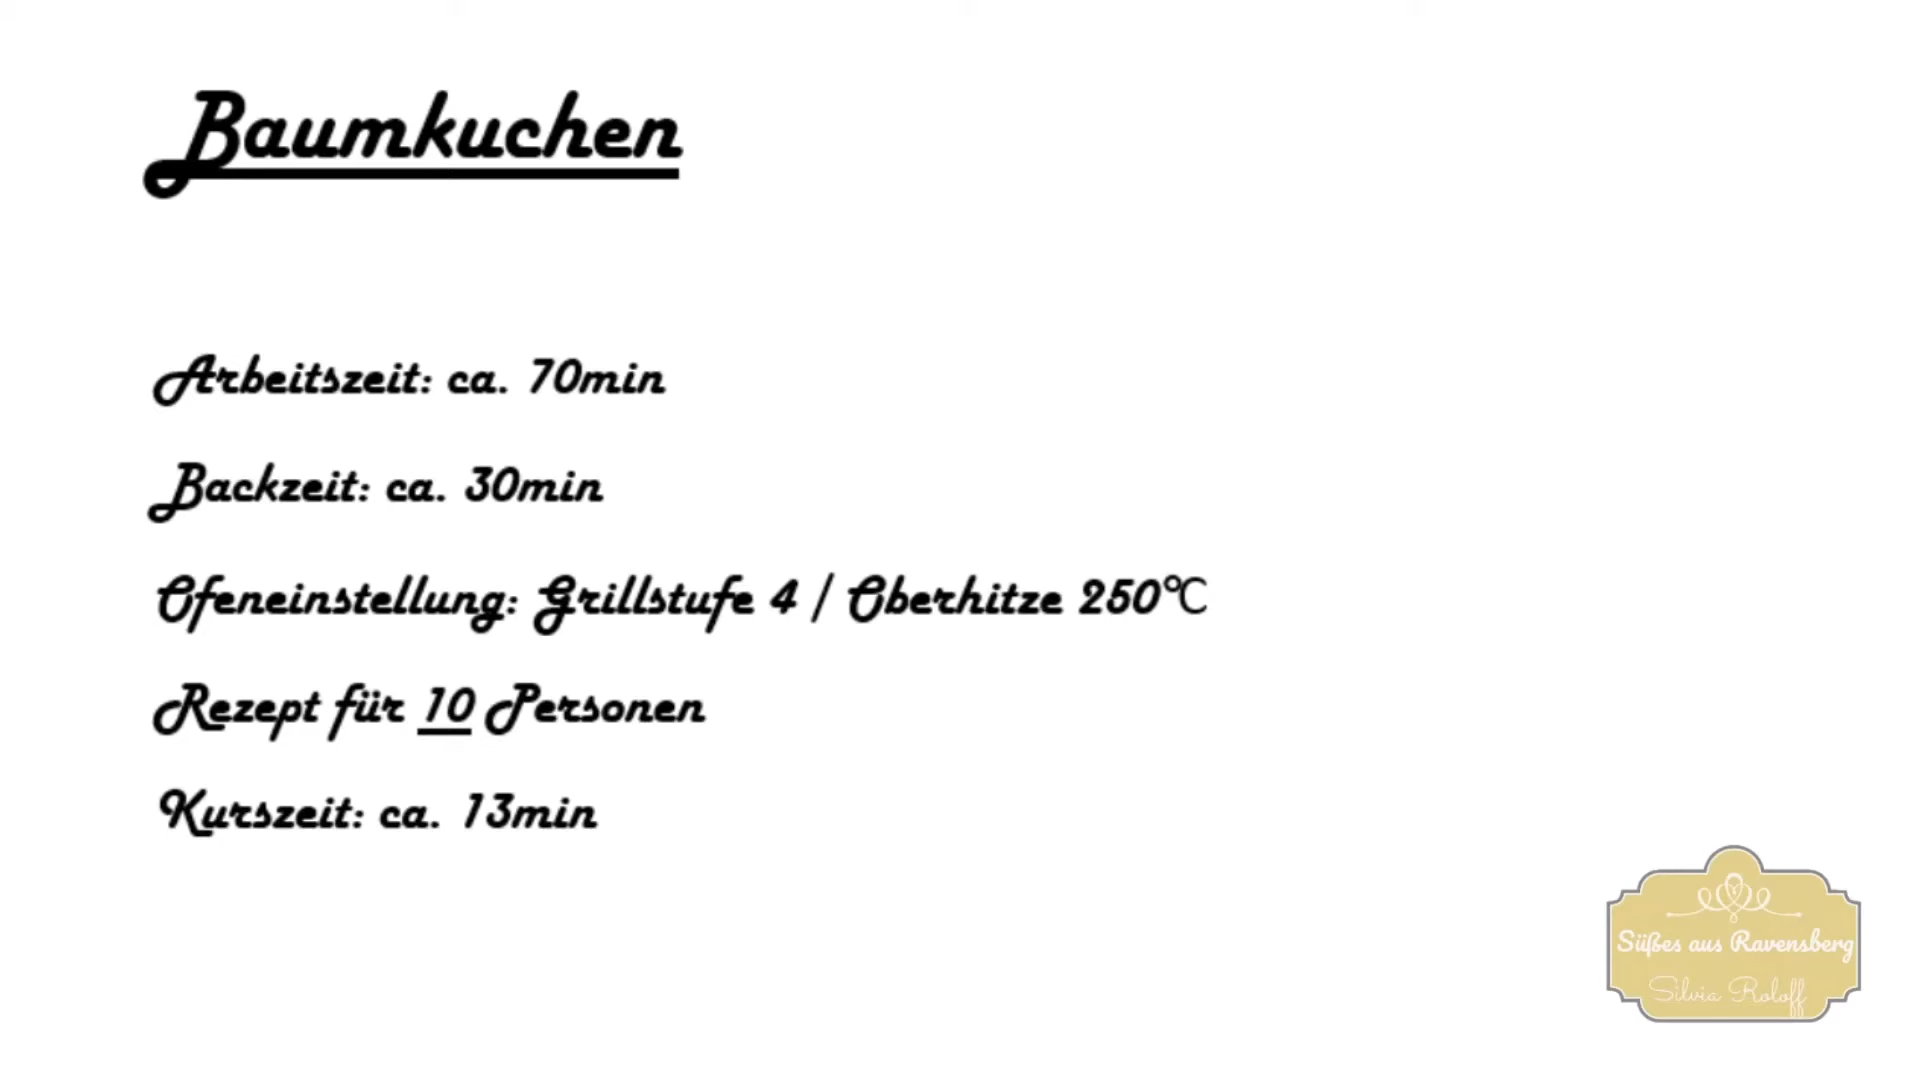 Baumkuchen
Arbeitszeit: ca. 70min
Backzeit: ca. 30min
Ofeneinstellung: Grillstufe 4 / Oberhitze 250℃
Rezept für 10 Personen
Kurszeit: ca. 13min
Süßes aus Ravensberg
Silvia Roloff